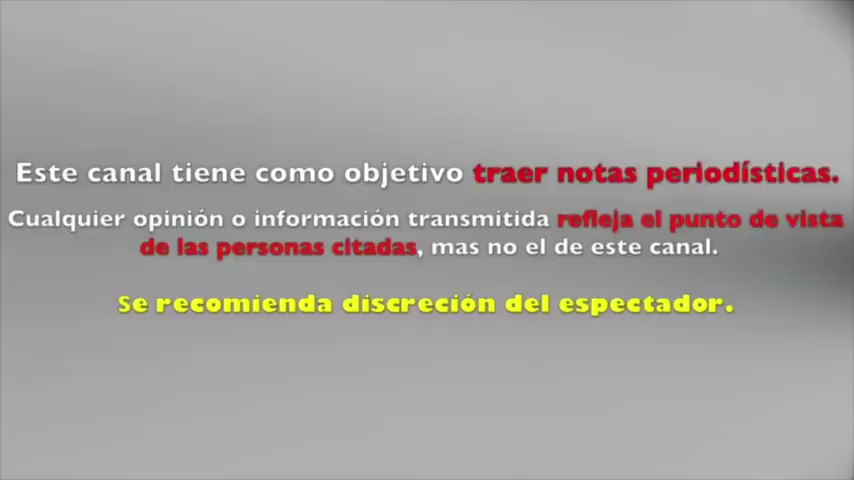 Este canal tiene como objetivo traer notas periodísticas.
Cualquier opinión o información transmitida refleja el punto de vista
de las personas citadas, mas no el de este canal.
Se recomienda discreción del espectador.